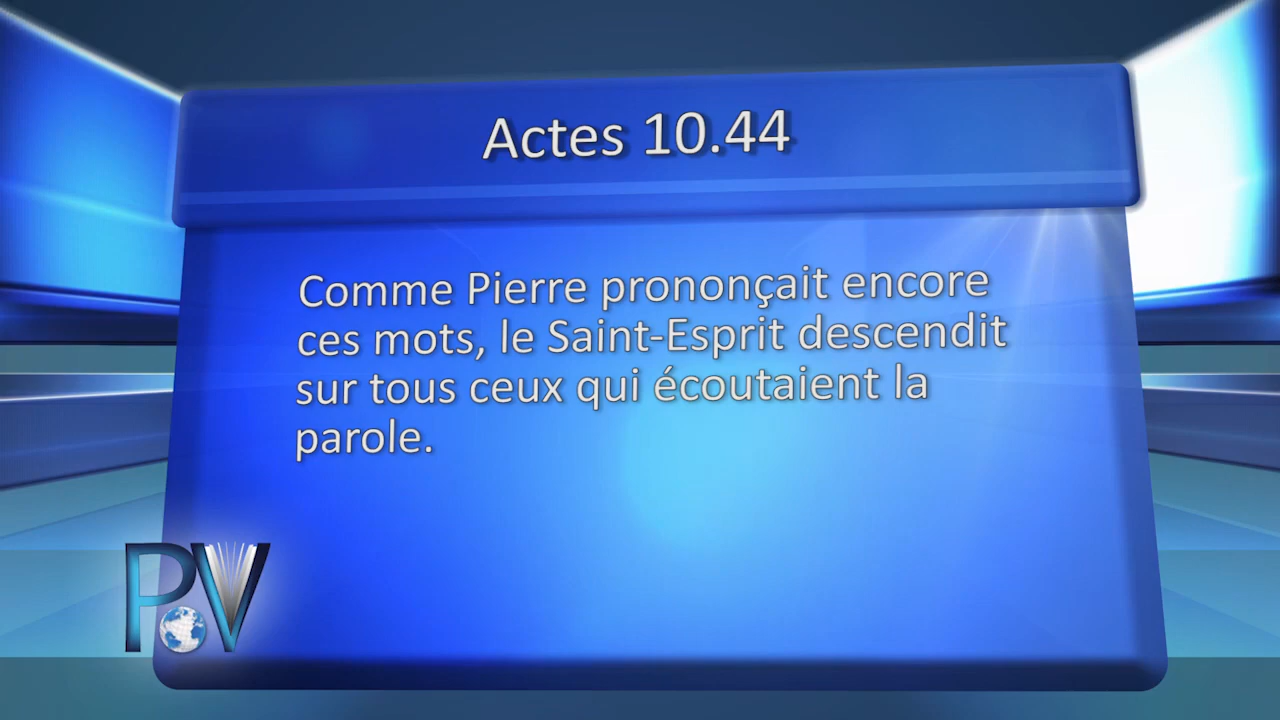 Actes 10.44
Comme Pierre prononçait encore
ces mots, le Saint-Esprit descendit
sur tous ceux qui écoutaient la
parole.
PV